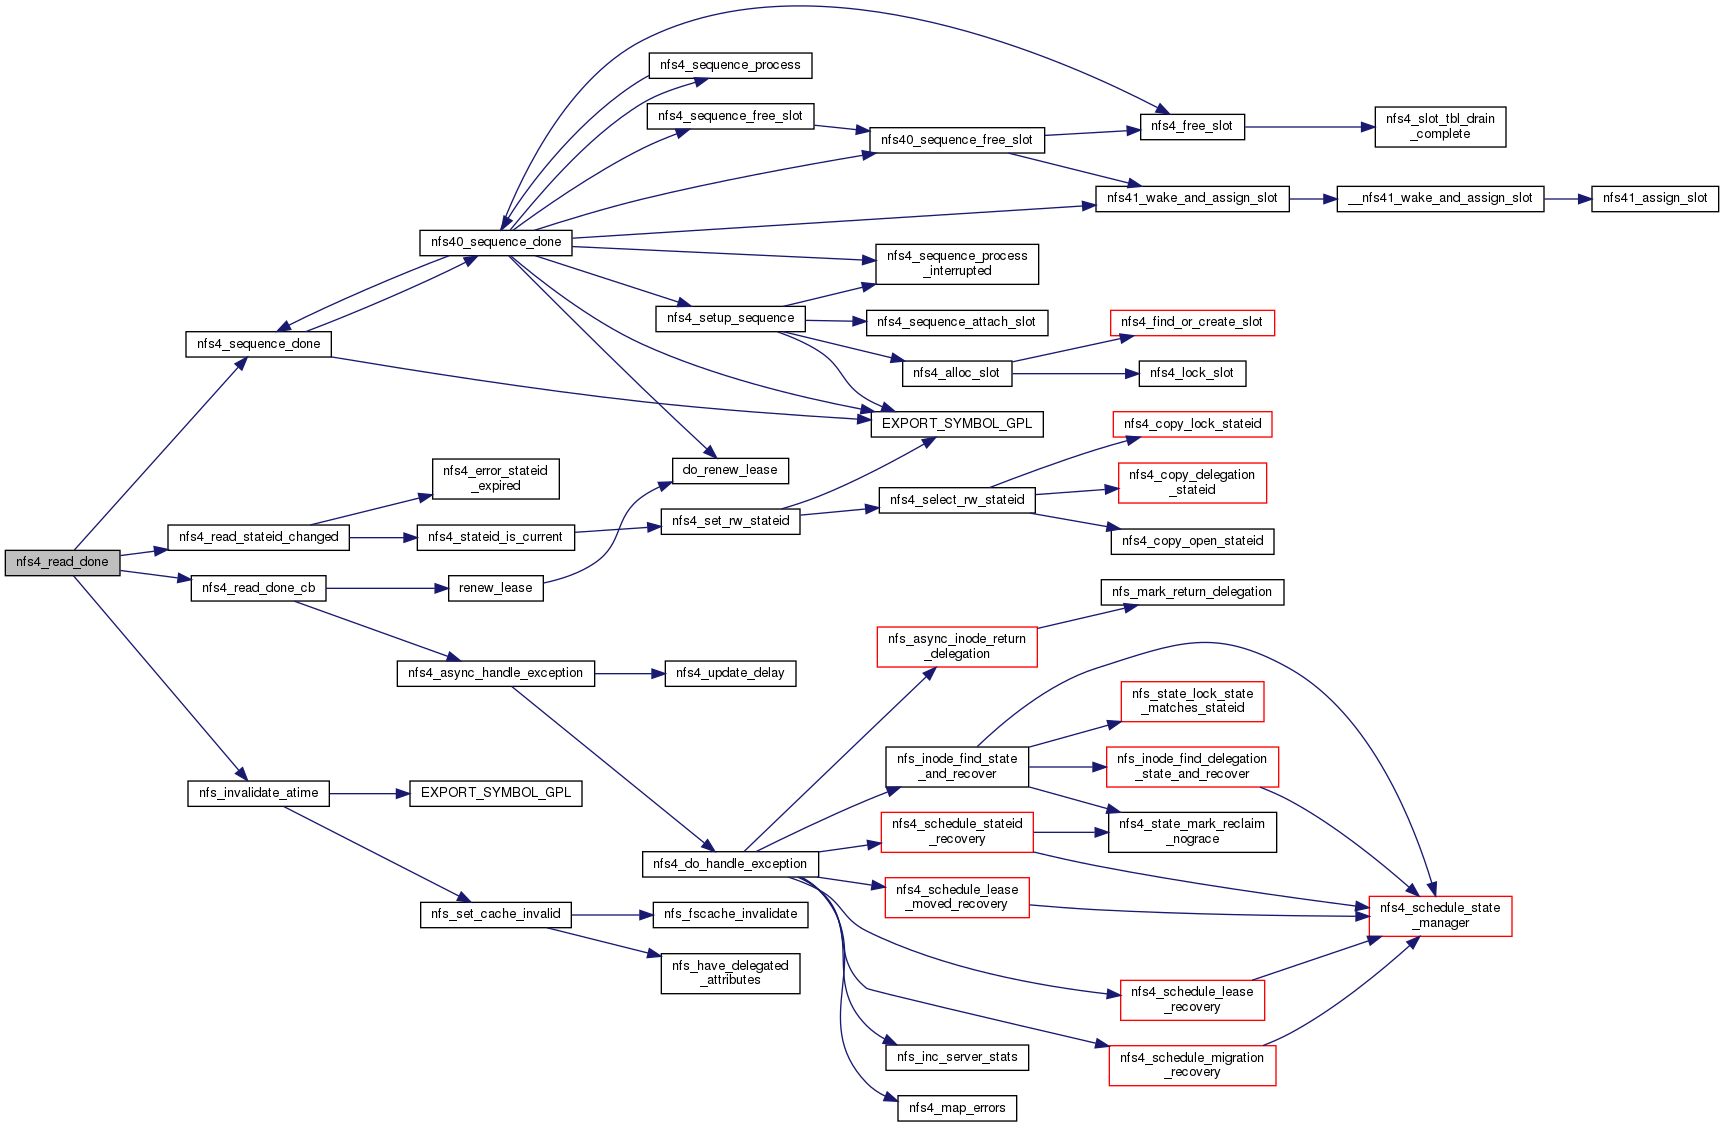 nfs4_read_done
nfs4_sequence_done
nfs4_read_stateid_changed
nfs4_read_done_cb
nfs_invalidate_atime
nfs40_sequence_done
nfs4_error_stateid
_expired
nfs4_stateid_is_current
renew_lease
nfs4_async_handle_exception
EXPORT_SYMBOL_GPL
nfs_set_cache_invalid
nfs4_sequence_process
nfs4_sequence_free_slot
nfs4_setup_sequence
do_renew_lease
nfs4_set_rw_stateid
nfs4_update_delay
nfs4_do_handle_exception
nfs_fscache_invalidate
nfs_have_delegated
_attributes
nfs40_sequence_free_slot
nfs4_sequence_process
_interrupted
nfs4_sequence_attach_slot
nfs4_alloc_slot
EXPORT_SYMBOL_GPL
nfs4_select_rw_stateid
nfs_async_inode_return
_delegation
nfs_inode_find_state
_and_recover
nfs4_schedule_stateid
_recovery
nfs4_schedule_lease
_moved_recovery
nfs_inc_server_stats
nfs4_map_errors
nfs4_free_slot
nfs41_wake_and_assign_slot
nfs4_find_or_create_slot
nfs4_lock_slot
nfs4_copy_lock_stateid
nfs4_copy_delegation
_stateid
nfs4_copy_open_stateid
nfs_mark_return_delegation
nfs_state_lock_state
_matches_stateid
nfs_inode_find_delegation
_state_and_recover
nfs4_state_mark_reclaim
_nograce
nfs4_schedule_lease
_recovery
nfs4_schedule_migration
_recovery
nfs4_slot_tbl_drain
_complete
__nfs41_wake_and_assign_slot
nfs4_schedule_state
_manager
nfs41_assign_slot